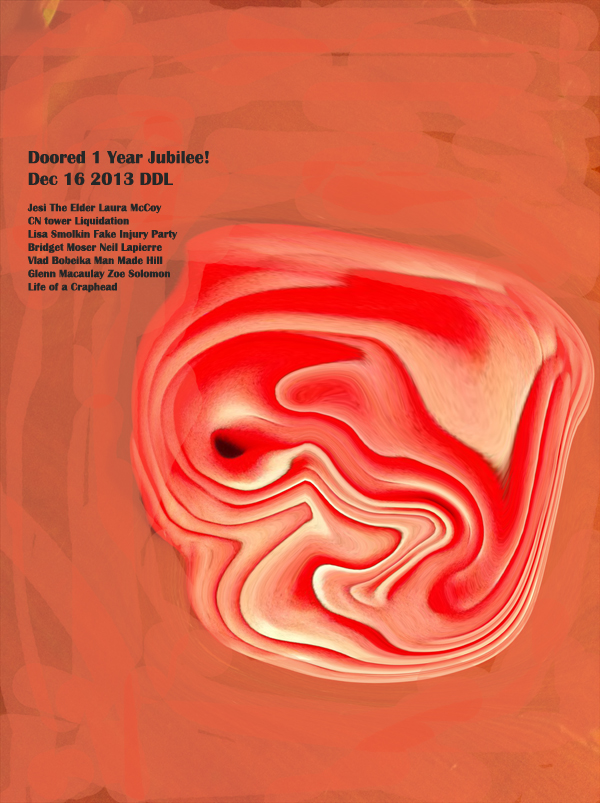 Doored 1 Year Jubilee!
Dec 16 2013 DDL
Jesi The Elder Laura McCoy
CN tower Liquidation
Lisa Smolkin Fake Injury Party
Bridget Moser Neil Lapierre
Vlad Bobeika Man Made Hill
Glenn Macaulay Zoe Solomon
Life of a Craphead